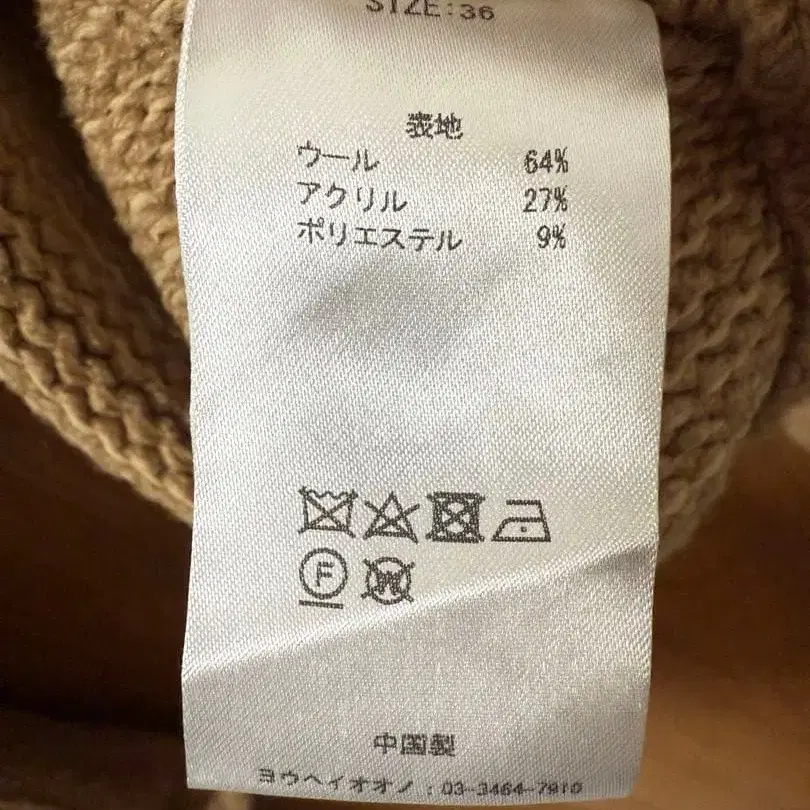 SIZE:36
表地
ウール 64%
アクリル 27%
ポリエステル 9%
F W
中国製
ヨウヘイオオノ:03-3464-7910